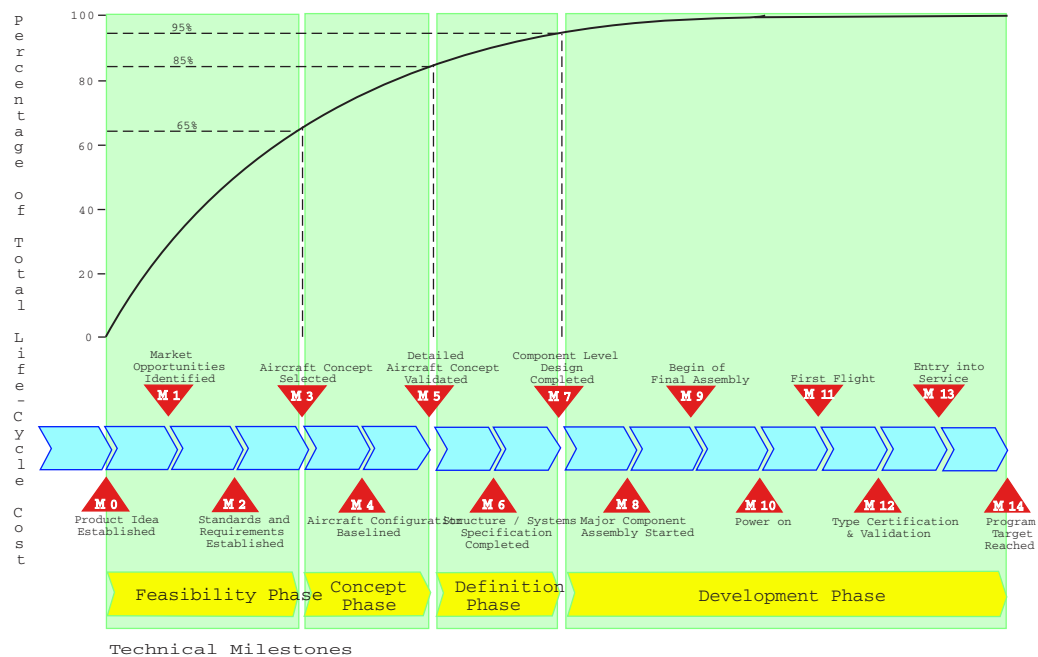 Percentage of Total Life-Cycle Cost
100
95%
85%
80
65%
60
40
20
0
Market
Opportunities
Identified
M 1
Aircraft Concept
Selected
M 3
Detailed
Aircraft Concept
Validated
M 5
Component Level
Design
Completed
M 7
Begin of
Final Assembly
M 9
First Flight
M 11
Entry into
Service
M 13
M 0
Product Idea
Established
M 2
Standards and
Requirements
Established
M 4
Aircraft Configuration
Baselined
M 6
Structure / Systems
Specification
Completed
M 8
Major Component
Assembly Started
M 10
Power on
M 12
Type Certification
& Validation
M 14
Program
Target
Reached
Feasibility Phase
Concept
Phase
Definition
Phase
Development Phase
Technical Milestones